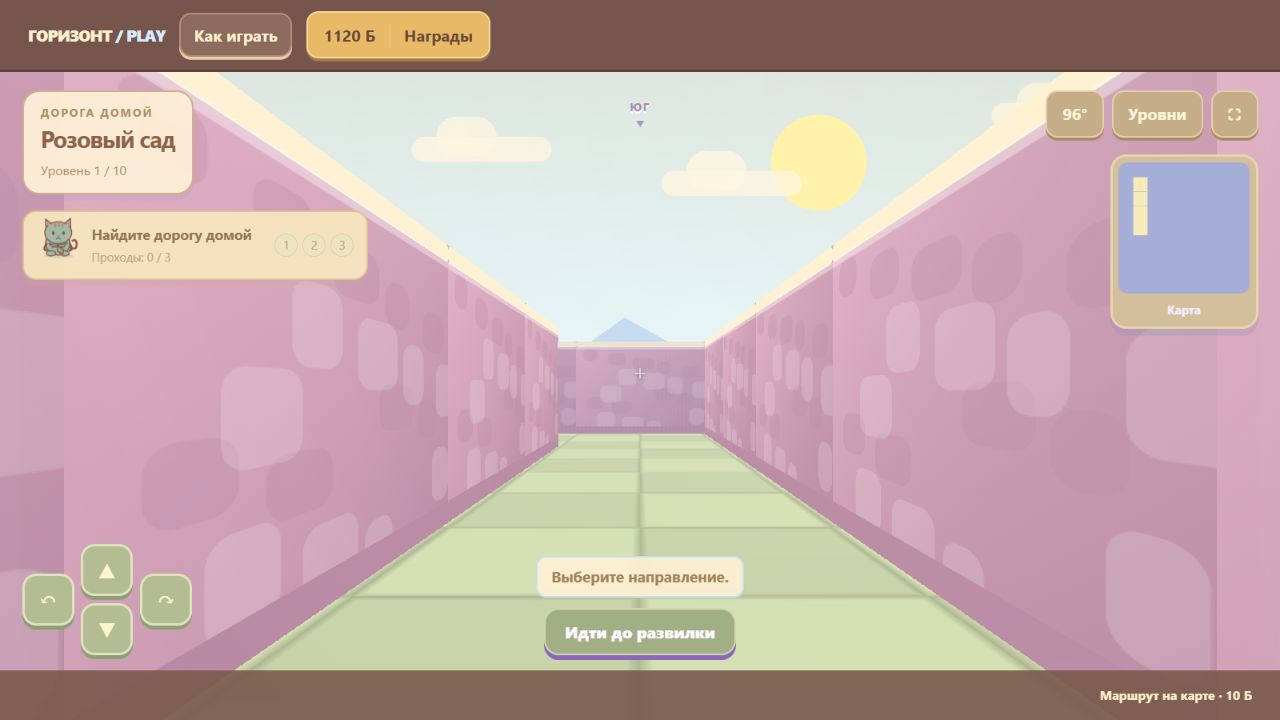 ГОРИЗОНТ / PLAY
Как играть
1120 Б
Награды
ДОРОГА ДОМОЙ
Розовый сад
Уровень 1 / 10
ЮГ
96°
Уровни
Найдите дорогу домой
Проходы: 0 / 3
1 2 3
Карта
Выберите направление.
Идти до развилки
Маршрут на карте · 10 Б